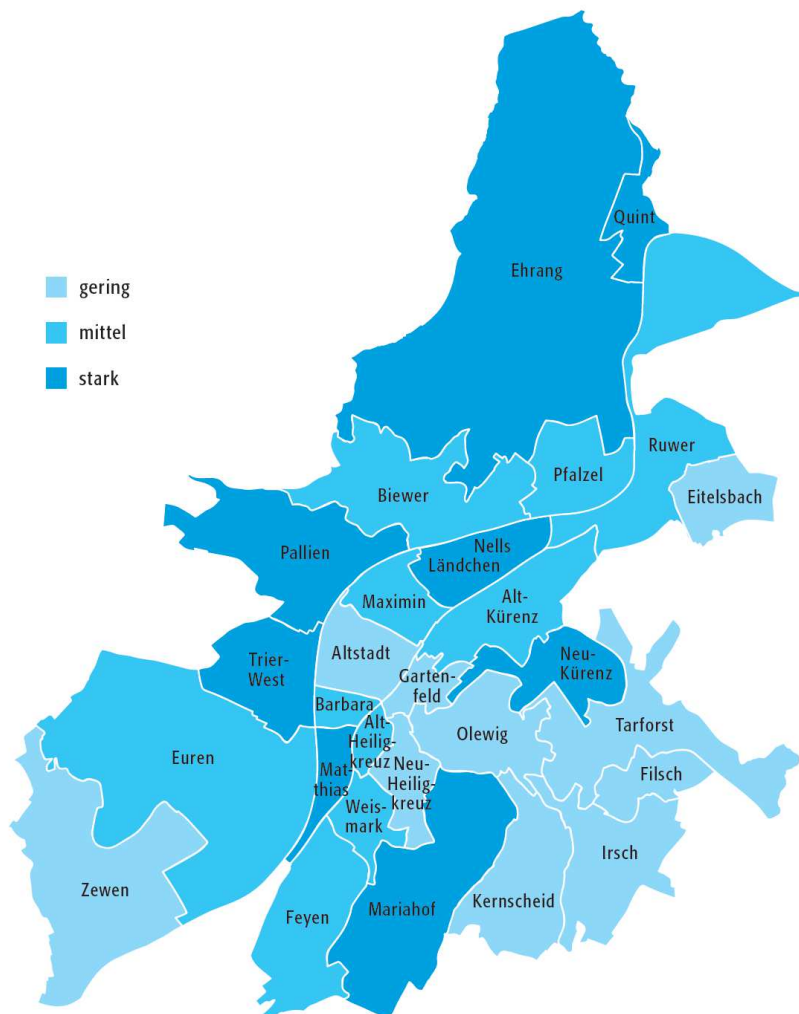 Quint
Ehrang
gering
mittel
stark
Ruwer
Pfalzel
Biewer
Eitelsbach
Nells
Ländchen
Pallien
Maximin
Alt-
Kürenz
Altstadt
Trier-
West
Neu-
Kürenz
Garten-
feld
Barbara
Alt-
Heilig-
kreuz
Olewig
Tarforst
Euren
Mat-
thias
Neu-
Heilig-
kreuz
Filsch
Weis-
mark
Irsch
Zewen
Kernscheid
Mariahof
Feyen